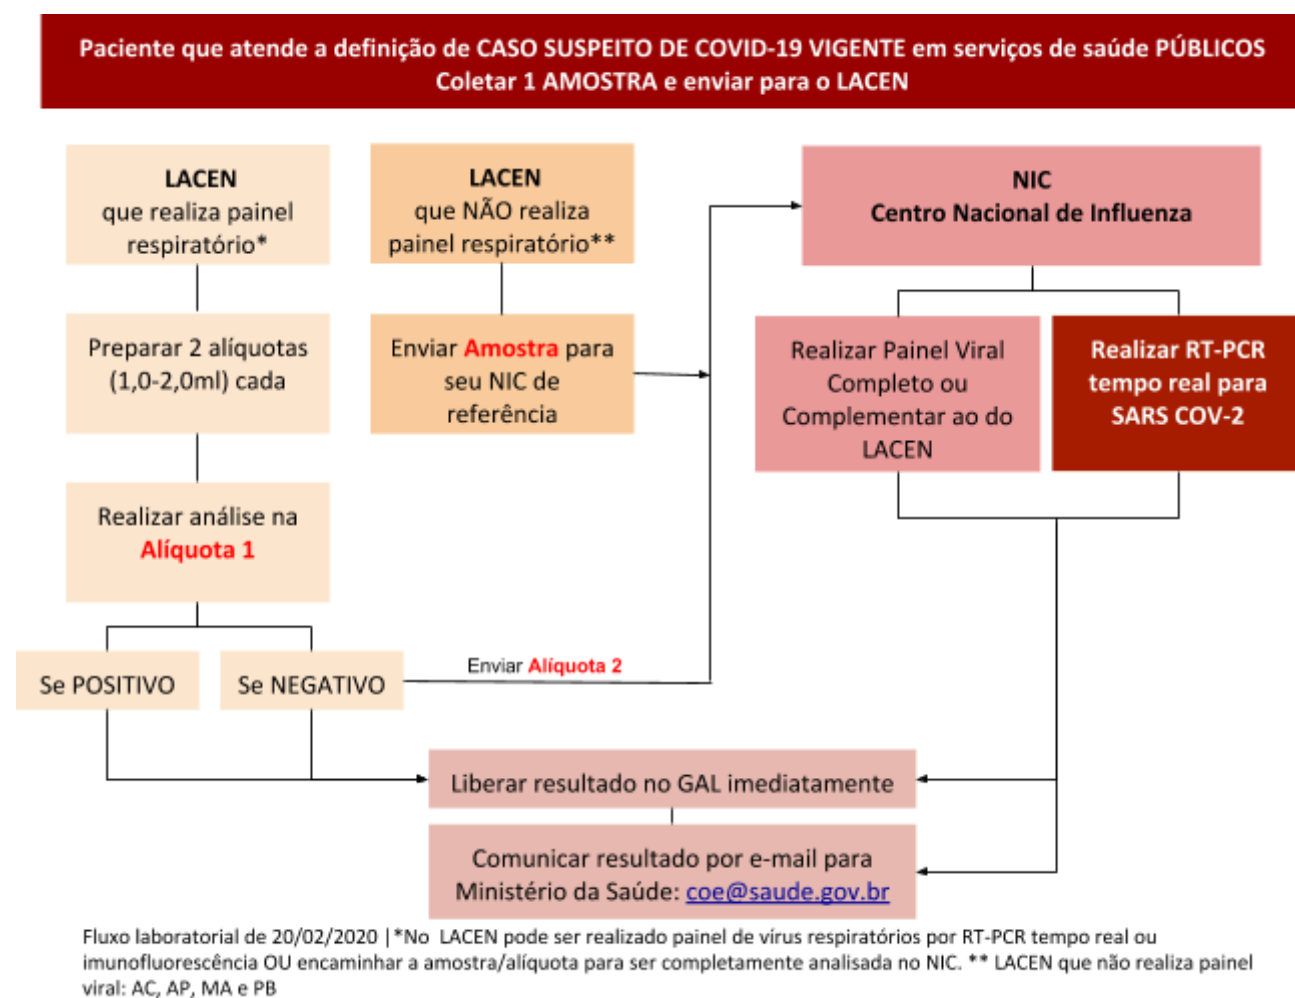 Paciente que atende a definição de CASO SUSPEITO DE COVID-19 VIGENTE em serviços de saúde PÚBLICOS
Coletar 1 AMOSTRA e enviar para o LACEN
LACEN
que realiza painel
respiratório*
Preparar 2 alíquotas
(1,0-2,0ml) cada
Realizar análise na
Alíquota 1
Se POSITIVO
Se NEGATIVO
LACEN
que NÃO realiza
painel respiratório**
Enviar Amostra para
seu NIC de
referência
Enviar Alíquota 2
NIC
Centro Nacional de Influenza
Realizar Painel Viral
Completo ou
Complementar ao do
LACEN
Realizar RT-PCR
tempo real para
SARS COV-2
Liberar resultado no GAL imediatamente
Comunicar resultado por e-mail para
Ministério da Saúde: coe@saude.gov.br
Fluxo laboratorial de 20/02/2020 |*No LACEN pode ser realizado painel de vírus respiratórios por RT-PCR tempo real ou
imunofluorescência OU encaminhar a amostra/alíquota para ser completamente analisada no NIC. ** LACEN que não realiza painel
viral: AC, AP, MA e PB